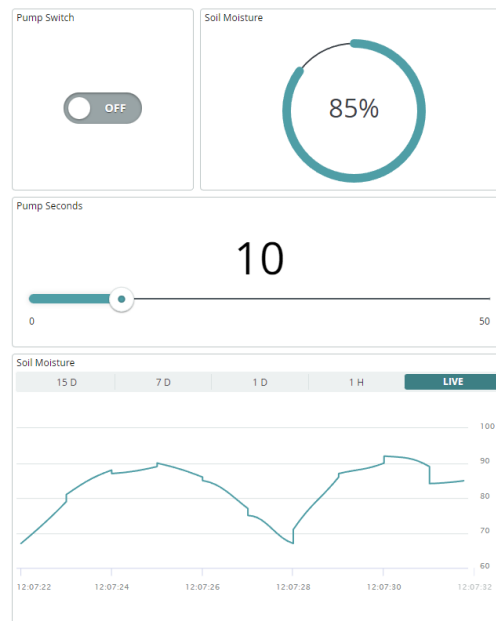 Pump Switch
Soil Moisture
OFF
85%
Pump Seconds
10
0
50
Soil Moisture
15 D
7 D
1 D
1 H
LIVE
100
90
80
70
60
12:07:22
12:07:24
12:07:26
12:07:28
12:07:30
12:07:32